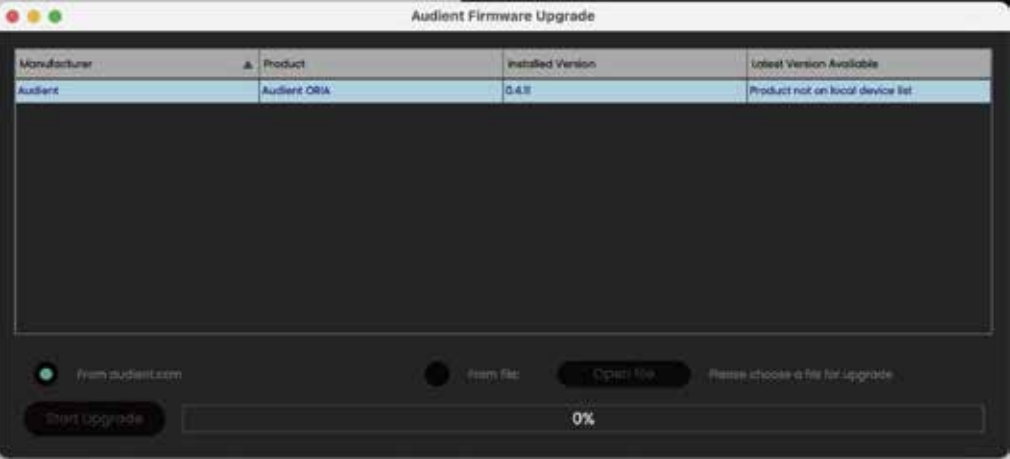 Audient Firmware Upgrade
Manufacturer Product Installed Version Latest Version Available
Audient Audient ORIA 0.4.11 Product not on local device list
From audient.com From file: Open file Please choose a file for upgrade
Start Upgrade 0%